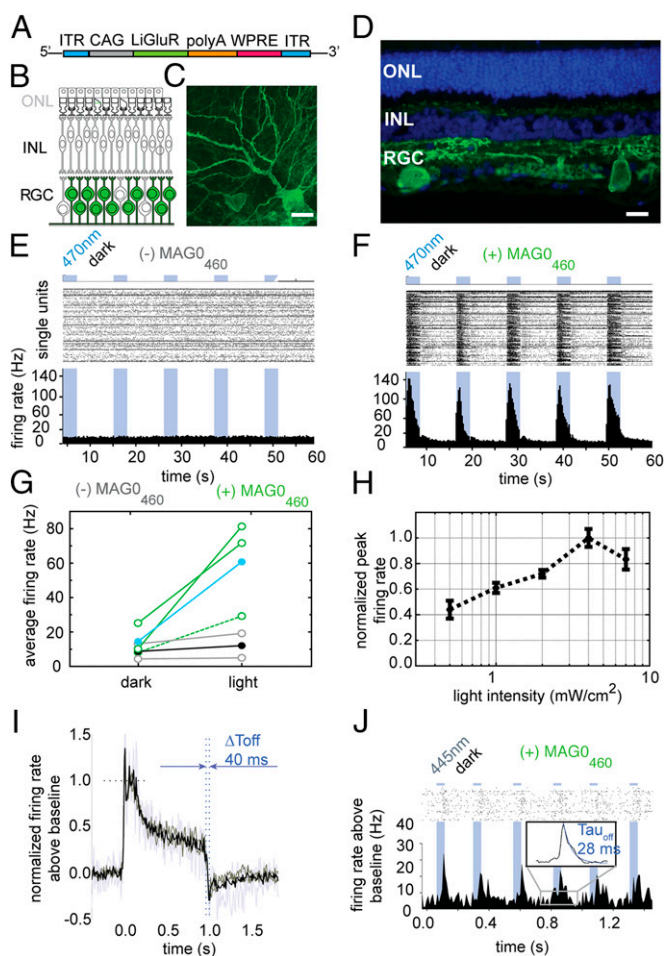 A
5' ITR CAG LiGluR polyA WPRE ITR 3'
B
ONL
INL
RGC
C
D
ONL
INL
RGC
E
470nm dark (-) MAG0460
single units
firing rate (Hz)
140
100
60
20
0
10 20 30 40 50 60
time (s)
F
470nm dark (+) MAG0460
140
100
60
20
0
10 20 30 40 50 60
time (s)
G
(-) MAG0460 (+) MAG0460
average firing rate (Hz)
80
60
40
20
0
dark light
H
normalized peak firing rate
1.0
0.8
0.6
0.4
0.2
0.0
1 10
light intensity (mW/cm2)
I
ΔToff
40 ms
normalized firing rate above baseline
1.5
1.0
0.5
0.0
-0.5
0.0 0.5 1.0 1.5
time (s)
J
445nm dark (+) MAG0460
firing rate above baseline (Hz)
40
30
20
10
0
Tauoff
28 ms
0.0 0.4 0.8 1.2
time (s)